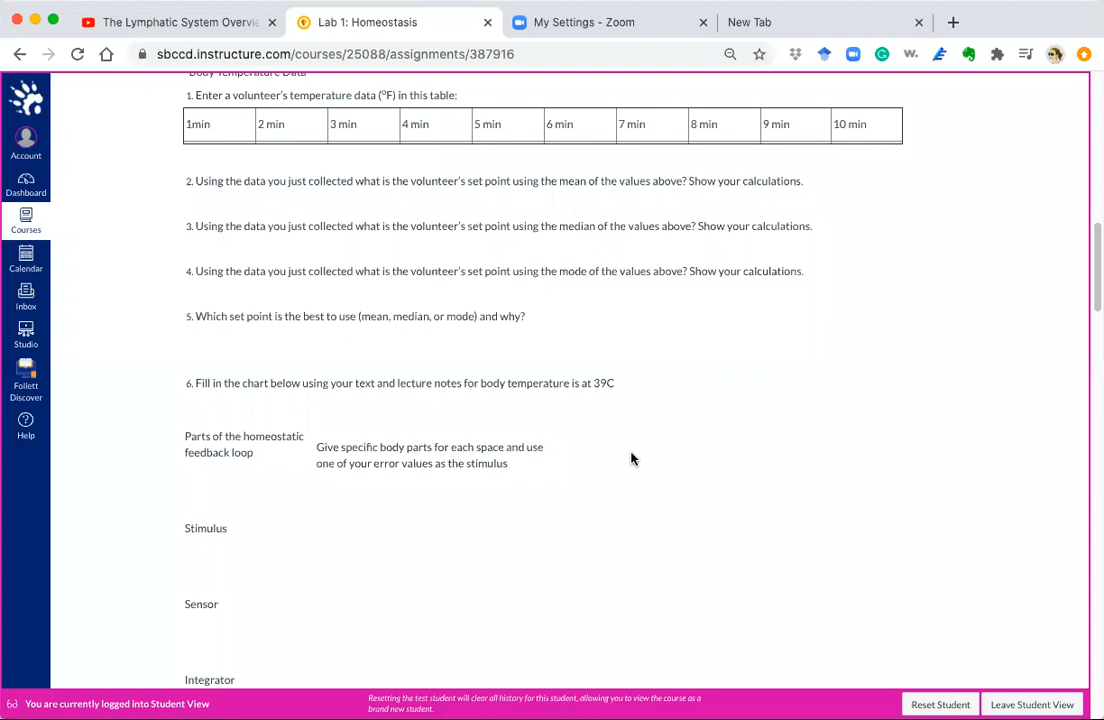 The Lymphatic System Overvie
Lab 1: Homeostasis
My Settings - Zoom
New Tab
sbccd.instructure.com/courses/25088/assignments/387916
Body Temperature Data
1. Enter a volunteer's temperature data (°F) in this table:
1min 2 min 3 min 4 min 5 min 6 min 7 min 8 min 9 min 10 min
2. Using the data you just collected what is the volunteer's set point using the mean of the values above? Show your calculations.
3. Using the data you just collected what is the volunteer's set point using the median of the values above? Show your calculations.
4. Using the data you just collected what is the volunteer's set point using the mode of the values above? Show your calculations.
5. Which set point is the best to use (mean, median, or mode) and why?
6. Fill in the chart below using your text and lecture notes for body temperature is at 39C
Parts of the homeostatic
feedback loop
Give specific body parts for each space and use
one of your error values as the stimulus
Stimulus
Sensor
Integrator
Account
Dashboard
Courses
Calendar
Inbox
Studio
Follett
Discover
Help
You are currently logged into Student View
Resetting the test student will clear all history for this student, allowing you to view the course as a
brand new student.
Reset Student
Leave Student View